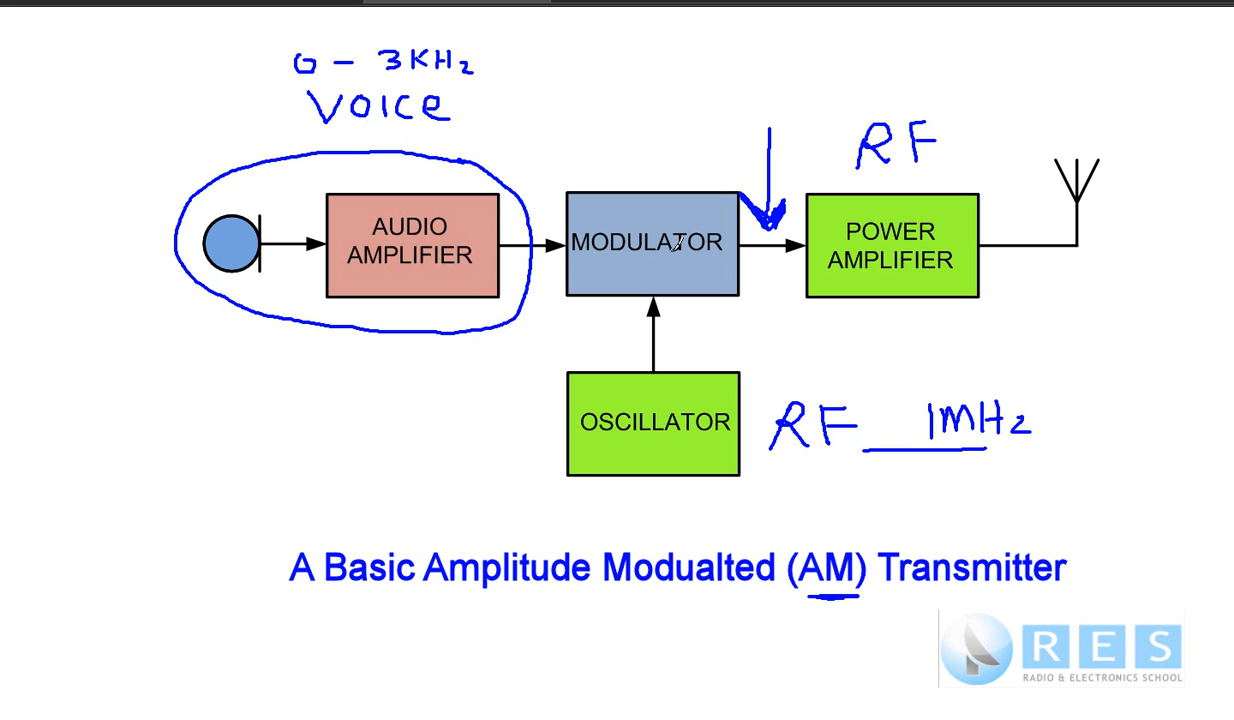 0 - 3KHz
VOICE
RF
AUDIO
AMPLIFIER
MODULATOR
POWER
AMPLIFIER
OSCILLATOR
RF 1MHz
A Basic Amplitude Modualted (AM) Transmitter
RES
RADIO & ELECTRONICS SCHOOL